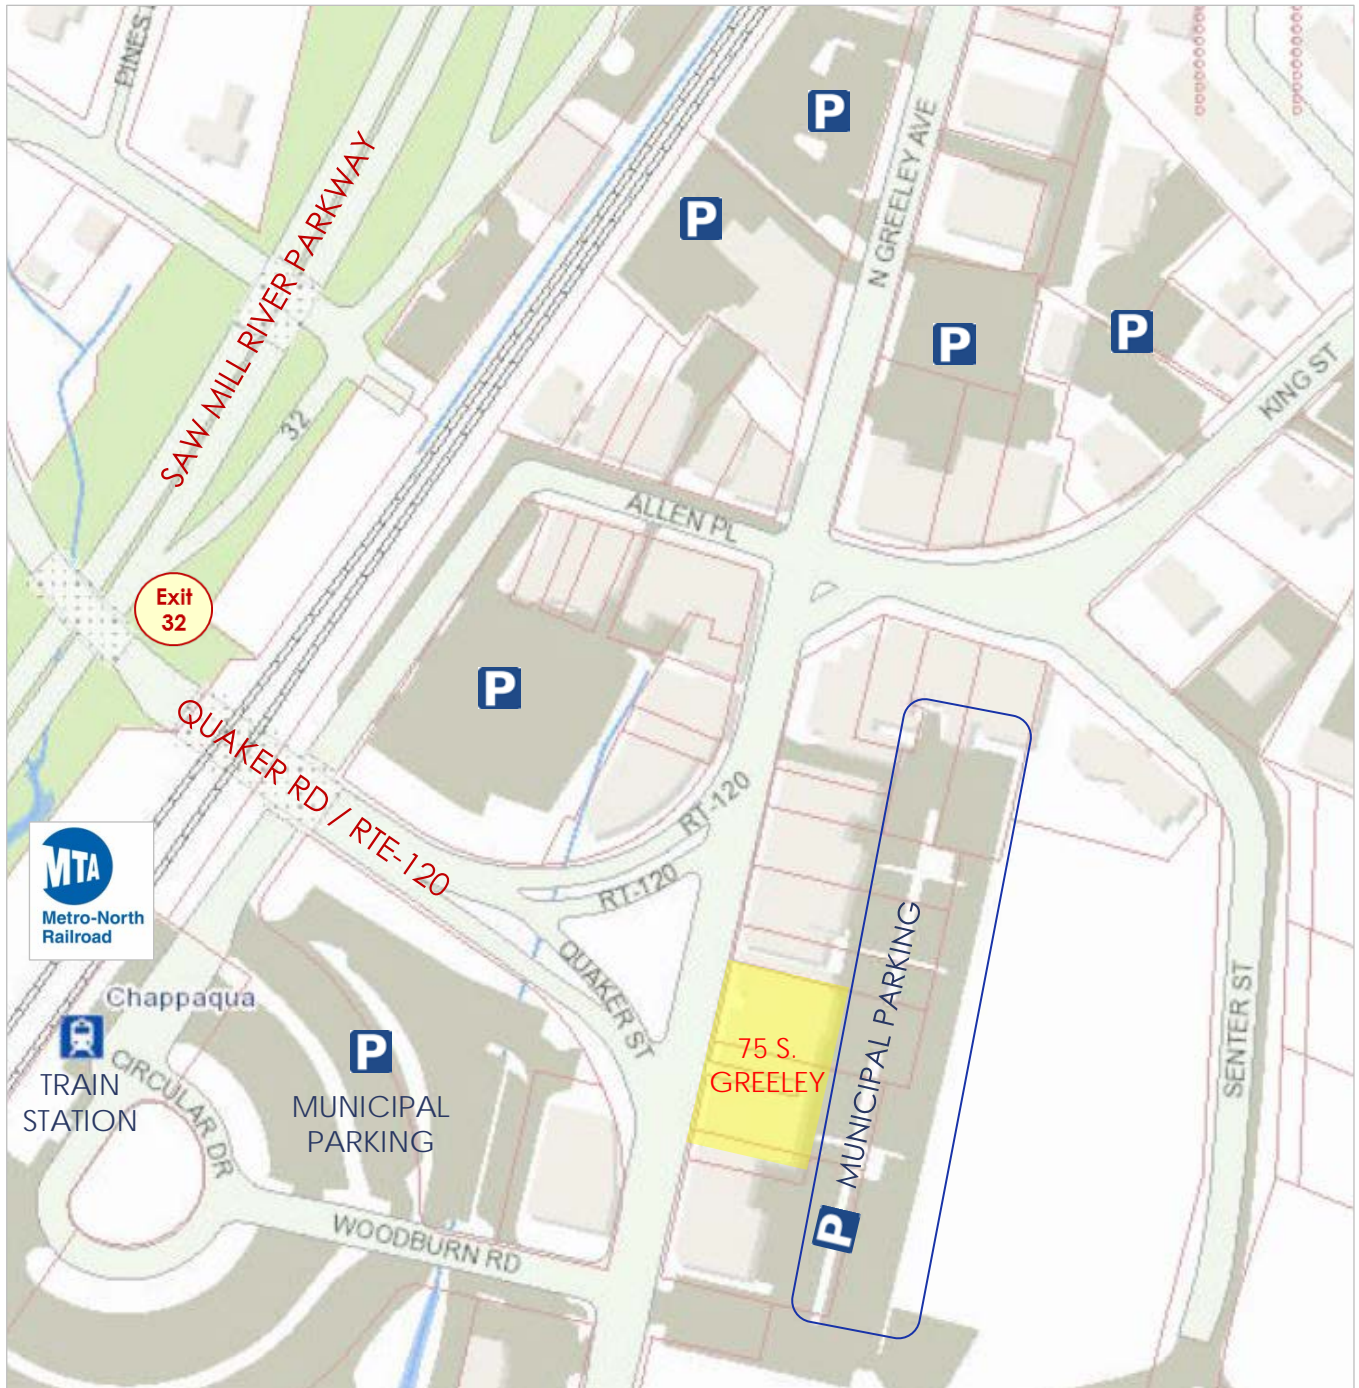 PINES
P
N GREELEY AVE
P
SAW MILL RIVER PARKWAY
P
P
KING ST
32
ALLEN PL
Exit
32
P
QUAKER RD / RTE-120
RT-120
RT-120
MTA
Metro-North
Railroad
QUAKER ST
MUNICIPAL PARKING
Chappaqua
P
75 S.
GREELEY
SENTER ST
TRAIN
STATION
CIRCULAR DR
MUNICIPAL
PARKING
P
WOODBURN RD